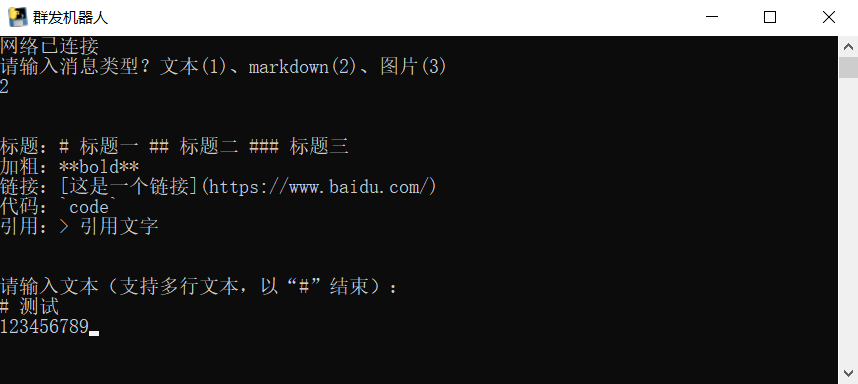 群发机器人
网络已连接
请输入消息类型？文本(1)、markdown(2)、图片(3)
2
标题：# 标题一 ## 标题二 ### 标题三
加粗：**bold**
链接：[这是一个链接](https://www.baidu.com/)
代码：`code`
引用：> 引用文字
请输入文本（支持多行文本，以“#”结束）：
# 测试
123456789